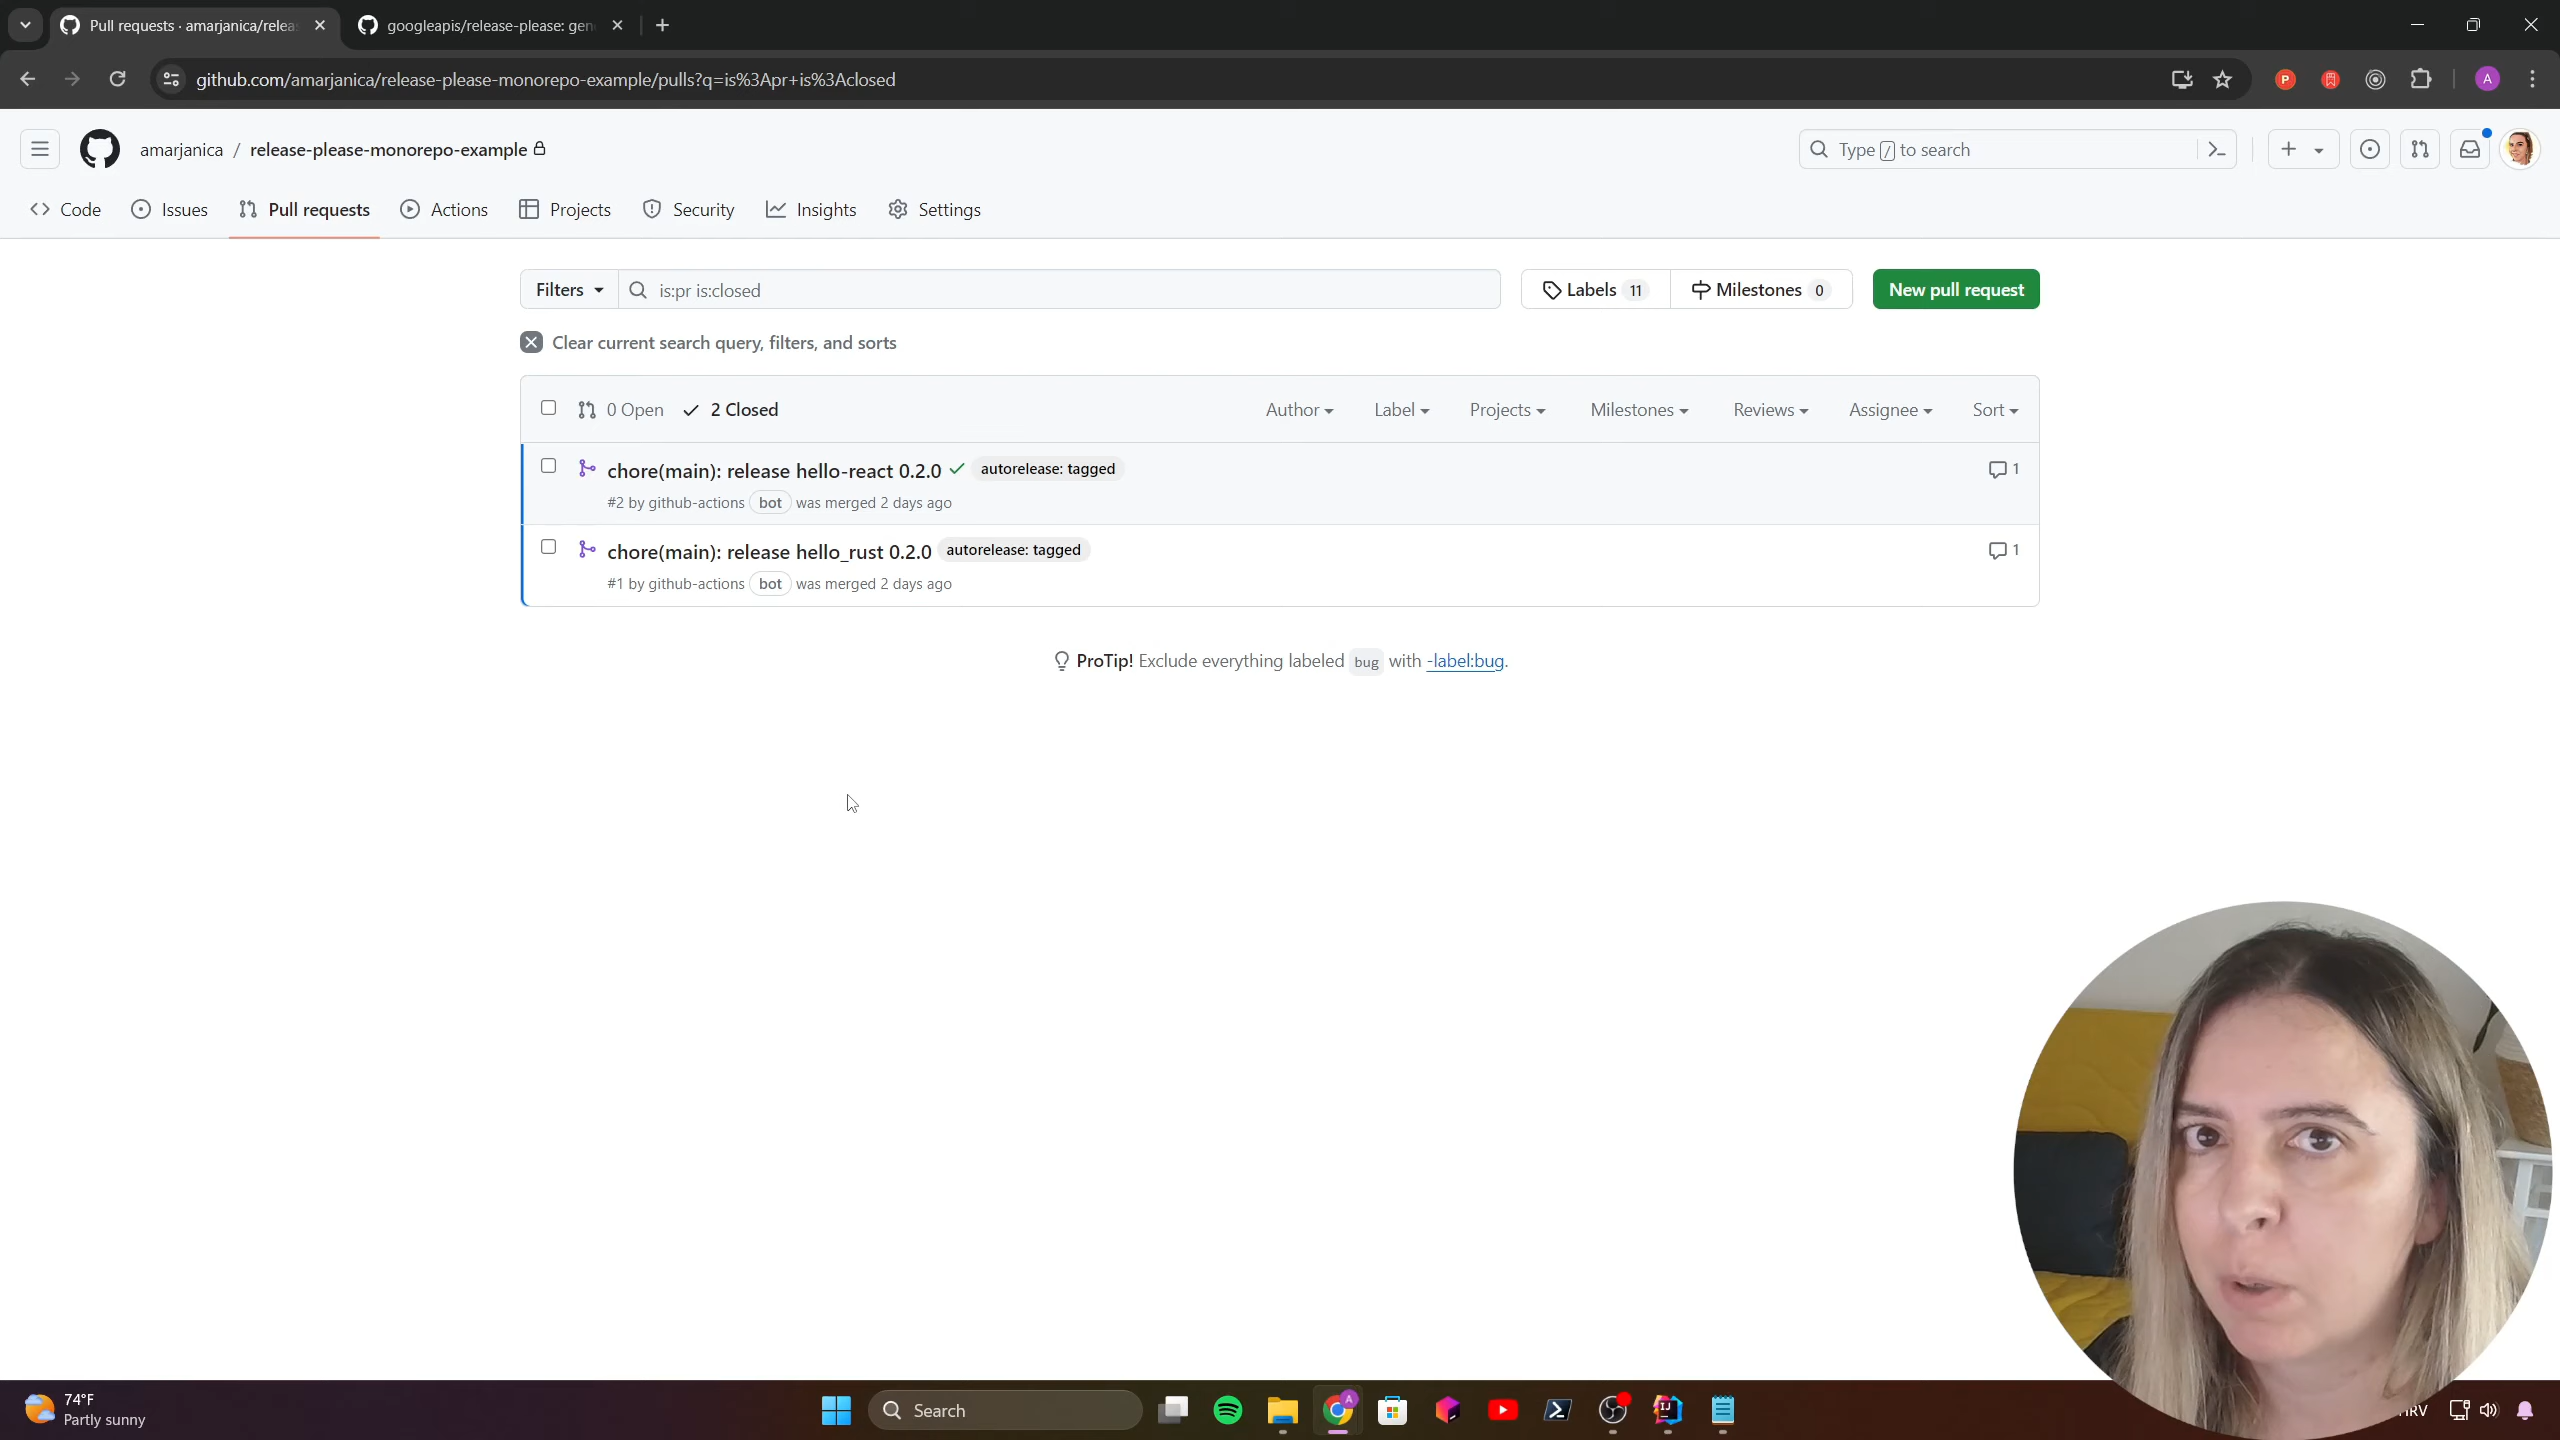 Pull requests · amarjanica/relea
googleapis/release-please: gen
github.com/amarjanica/release-please-monorepo-example/pulls?q=is%3Apr+is%3Aclosed
P
A
amarjanica / release-please-monorepo-example
Type / to search
Code
Issues
Pull requests
Actions
Projects
Security
Insights
Settings
Filters
is:pr is:closed
Labels 11
Milestones 0
New pull request
Clear current search query, filters, and sorts
0 Open
2 Closed
Author
Label
Projects
Milestones
Reviews
Assignee
Sort
chore(main): release hello-react 0.2.0
autorelease: tagged
1
#2 by github-actions bot was merged 2 days ago
chore(main): release hello_rust 0.2.0
autorelease: tagged
1
#1 by github-actions bot was merged 2 days ago
ProTip! Exclude everything labeled bug with -label:bug.
74°F
Partly sunny
Search
A
IJ